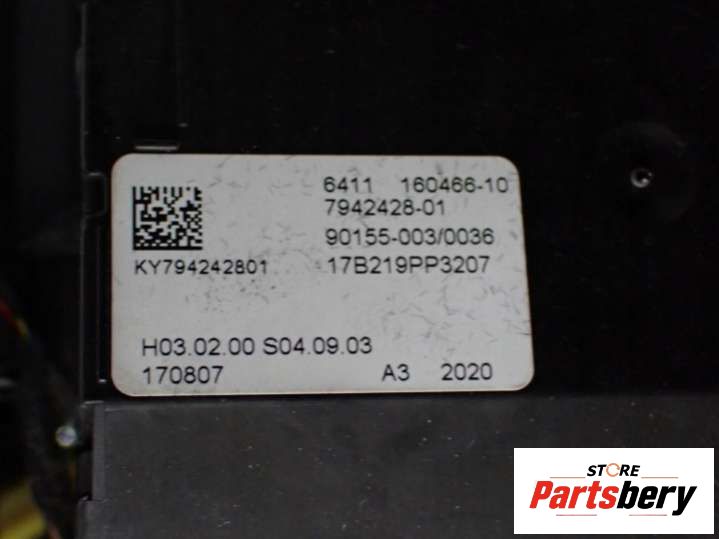 6411 160466-10
7942428-01
90155-003/0036
KY794242801 17B219PP3207
H03.02.00 S04.09.03
170807 A3 2020
STORE
Partsbery